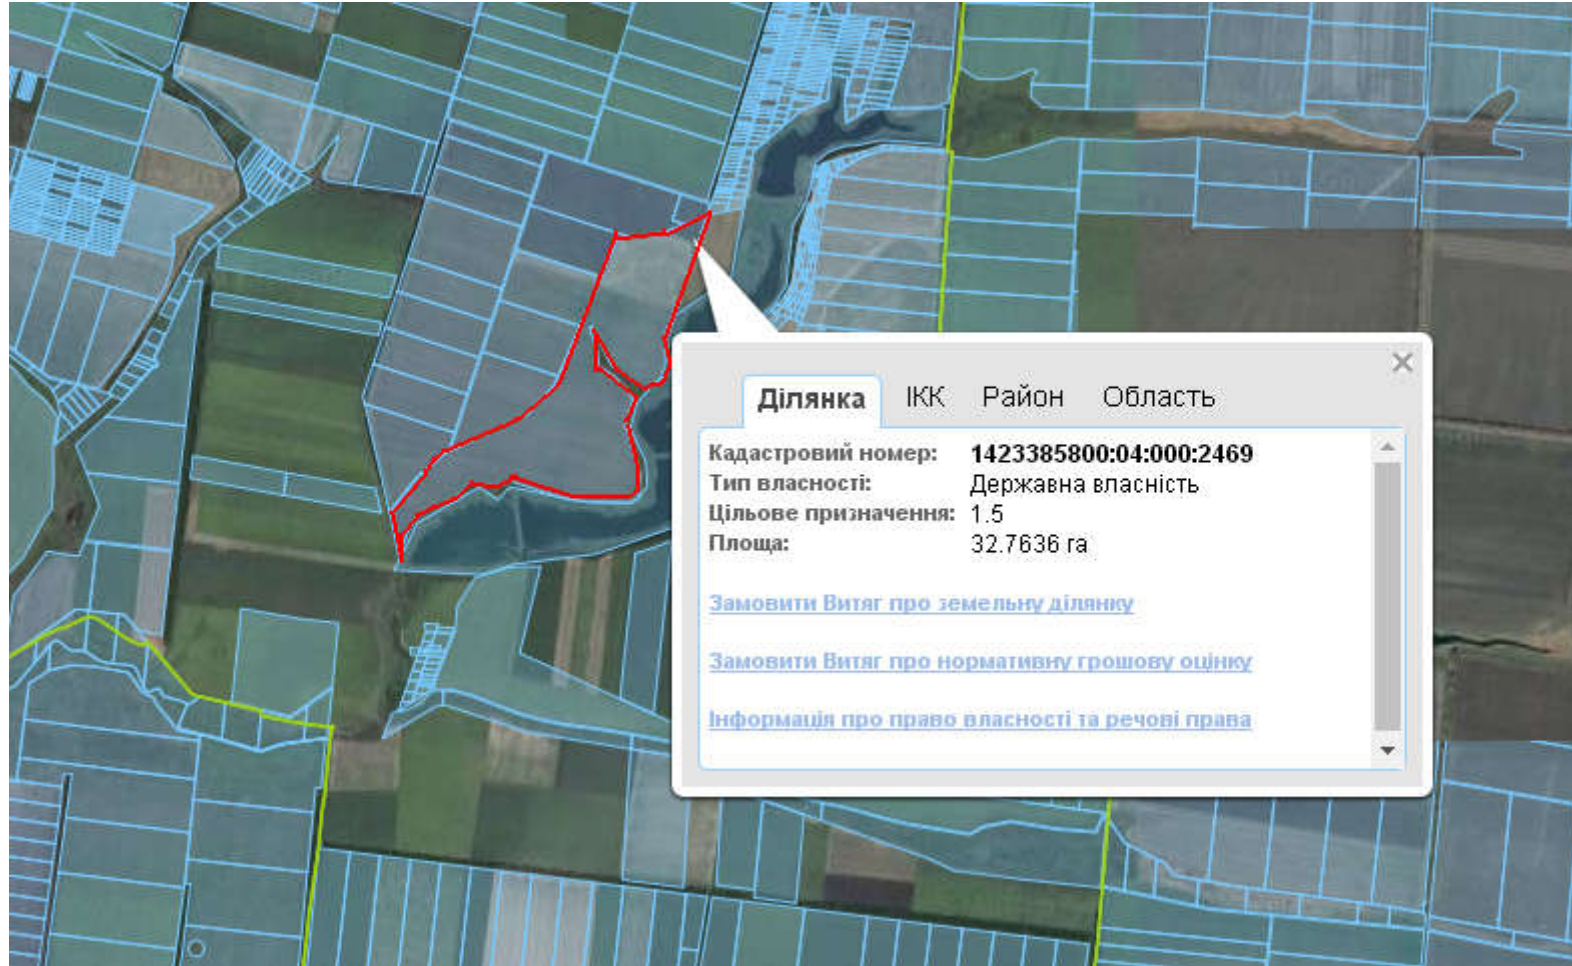 Ділянка ІКК Район Область
Кадастровий номер: 1423385800:04:000:2469
Тип власності: Державна власність
Цільове призначення: 1.5
Площа: 32.7636 га
Замовити Витяг про земельну ділянку
Замовити Витяг про нормативну грошову оцінку
Інформація про право власності та речові права